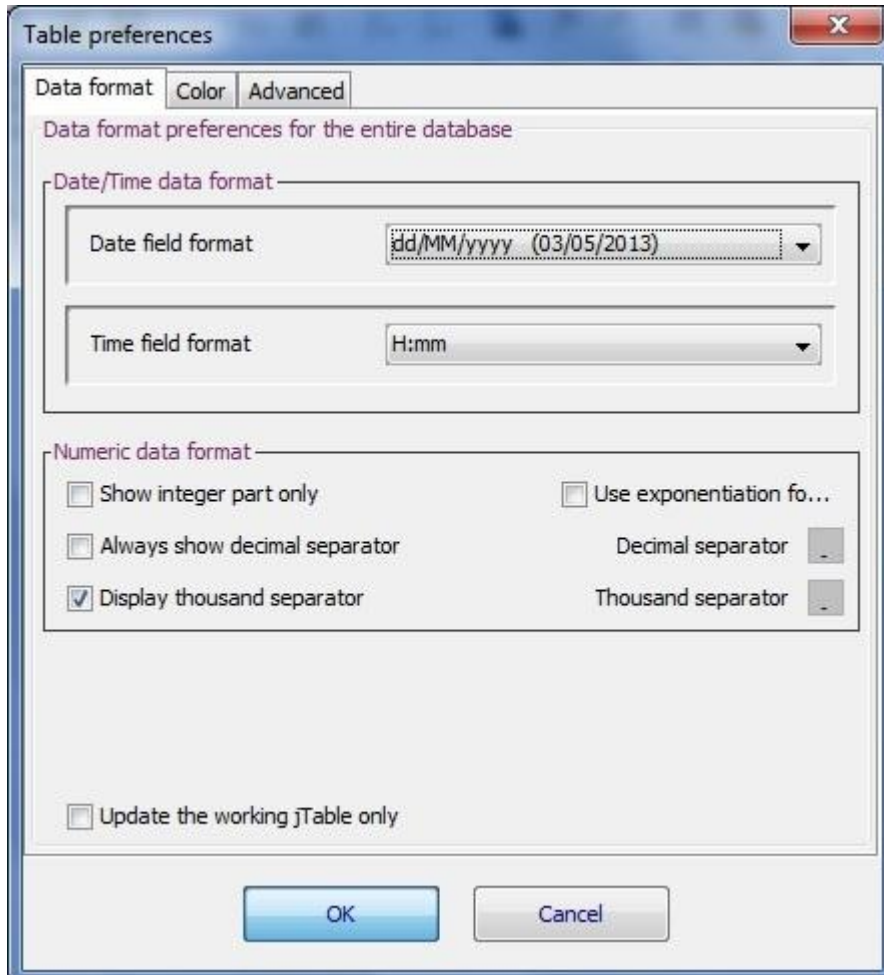 Table preferences
Data format Color Advanced
Data format preferences for the entire database
Date/Time data format
Date field format dd/MM/yyyy (03/05/2013)
Time field format H:mm
Numeric data format
Show integer part only Use exponentiation fo...
Always show decimal separator Decimal separator
Display thousand separator Thousand separator
Update the working jTable only
OK Cancel